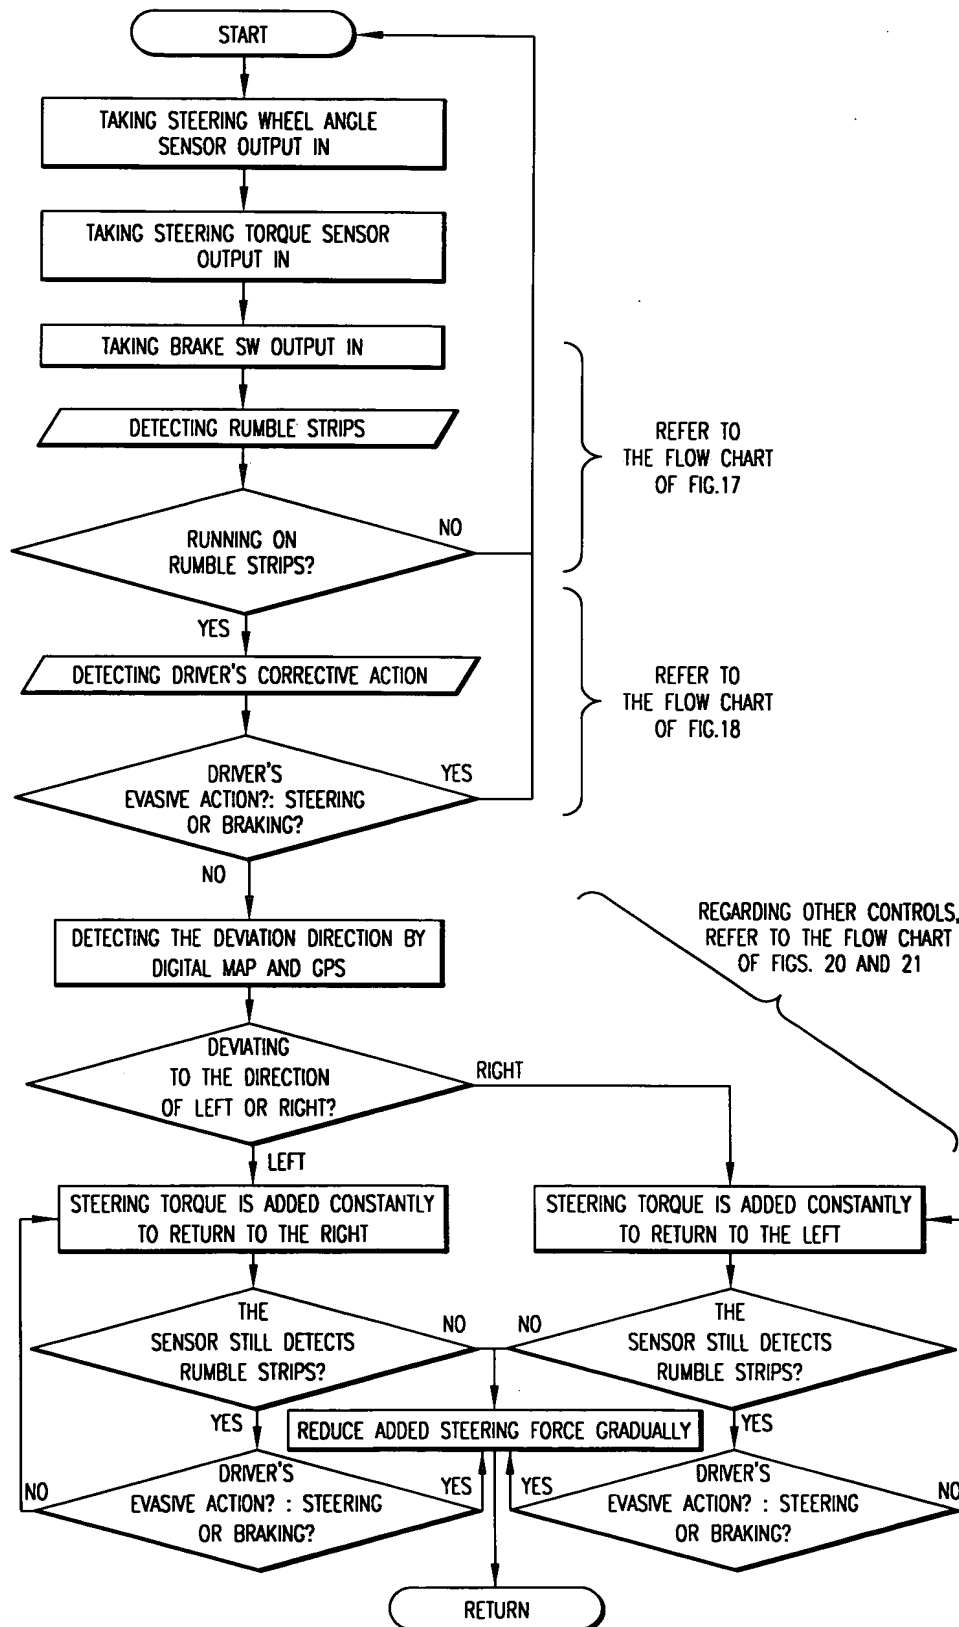 START
TAKING STEERING WHEEL ANGLE
SENSOR OUTPUT IN
TAKING STEERING TORQUE SENSOR
OUTPUT IN
TAKING BRAKE SW OUTPUT IN
DETECTING RUMBLE STRIPS
REFER TO
THE FLOW CHART
OF FIG.17
RUNNING ON
RUMBLE STRIPS?
NO
YES
DETECTING DRIVER'S CORRECTIVE ACTION
REFER TO
THE FLOW CHART
OF FIG.18
DRIVER'S
EVASIVE ACTION?: STEERING
OR BRAKING?
YES
NO
REGARDING OTHER CONTROLS,
REFER TO THE FLOW CHART
OF FIGS. 20 AND 21
DETECTING THE DEVIATION DIRECTION BY
DIGITAL MAP AND GPS
DEVIATING
TO THE DIRECTION
OF LEFT OR RIGHT?
RIGHT
LEFT
STEERING TORQUE IS ADDED CONSTANTLY
TO RETURN TO THE RIGHT
STEERING TORQUE IS ADDED CONSTANTLY
TO RETURN TO THE LEFT
THE
SENSOR STILL DETECTS
RUMBLE STRIPS?
NO
NO
THE
SENSOR STILL DETECTS
RUMBLE STRIPS?
YES
REDUCE ADDED STEERING FORCE GRADUALLY
YES
NO
DRIVER'S
EVASIVE ACTION? : STEERING
OR BRAKING?
YES
YES
DRIVER'S
EVASIVE ACTION? : STEERING
OR BRAKING?
NO
RETURN